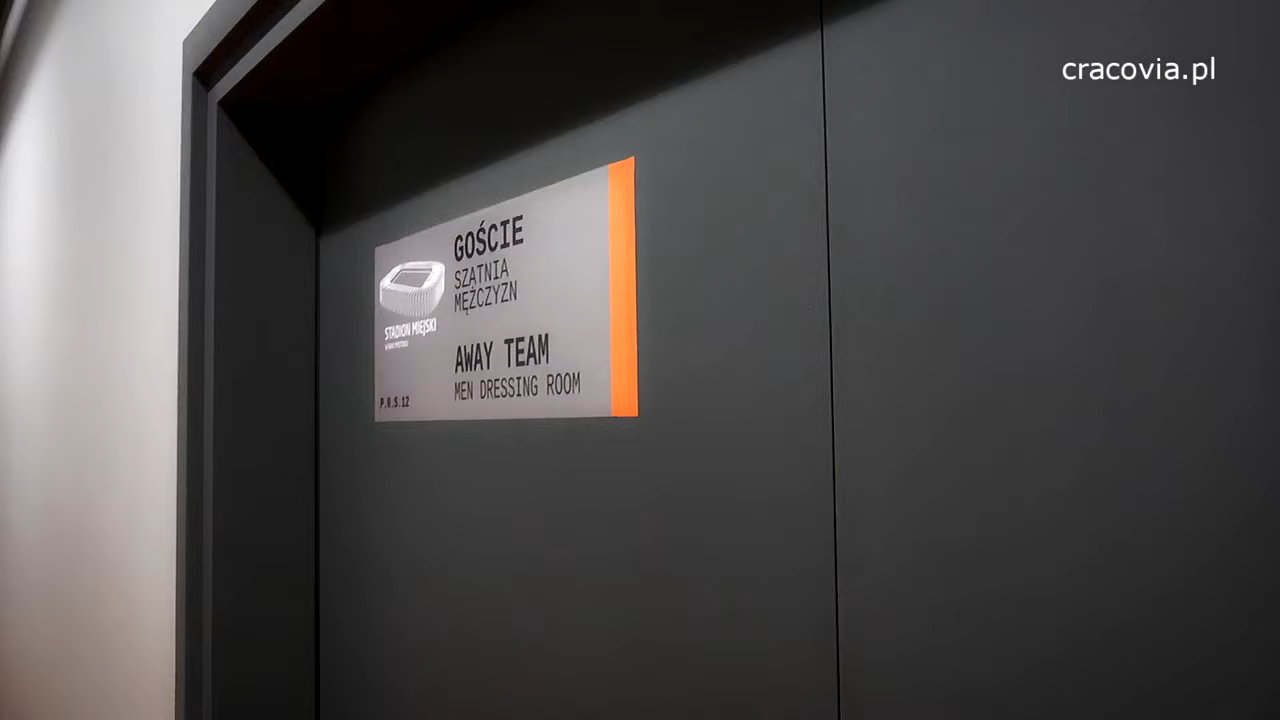 cracovia.pl
GOŚCIE
SZATNIA
MĘŻCZYZN
STADION MIEJSKI
AWAY TEAM
MEN DRESSING ROOM
P.0.S.12